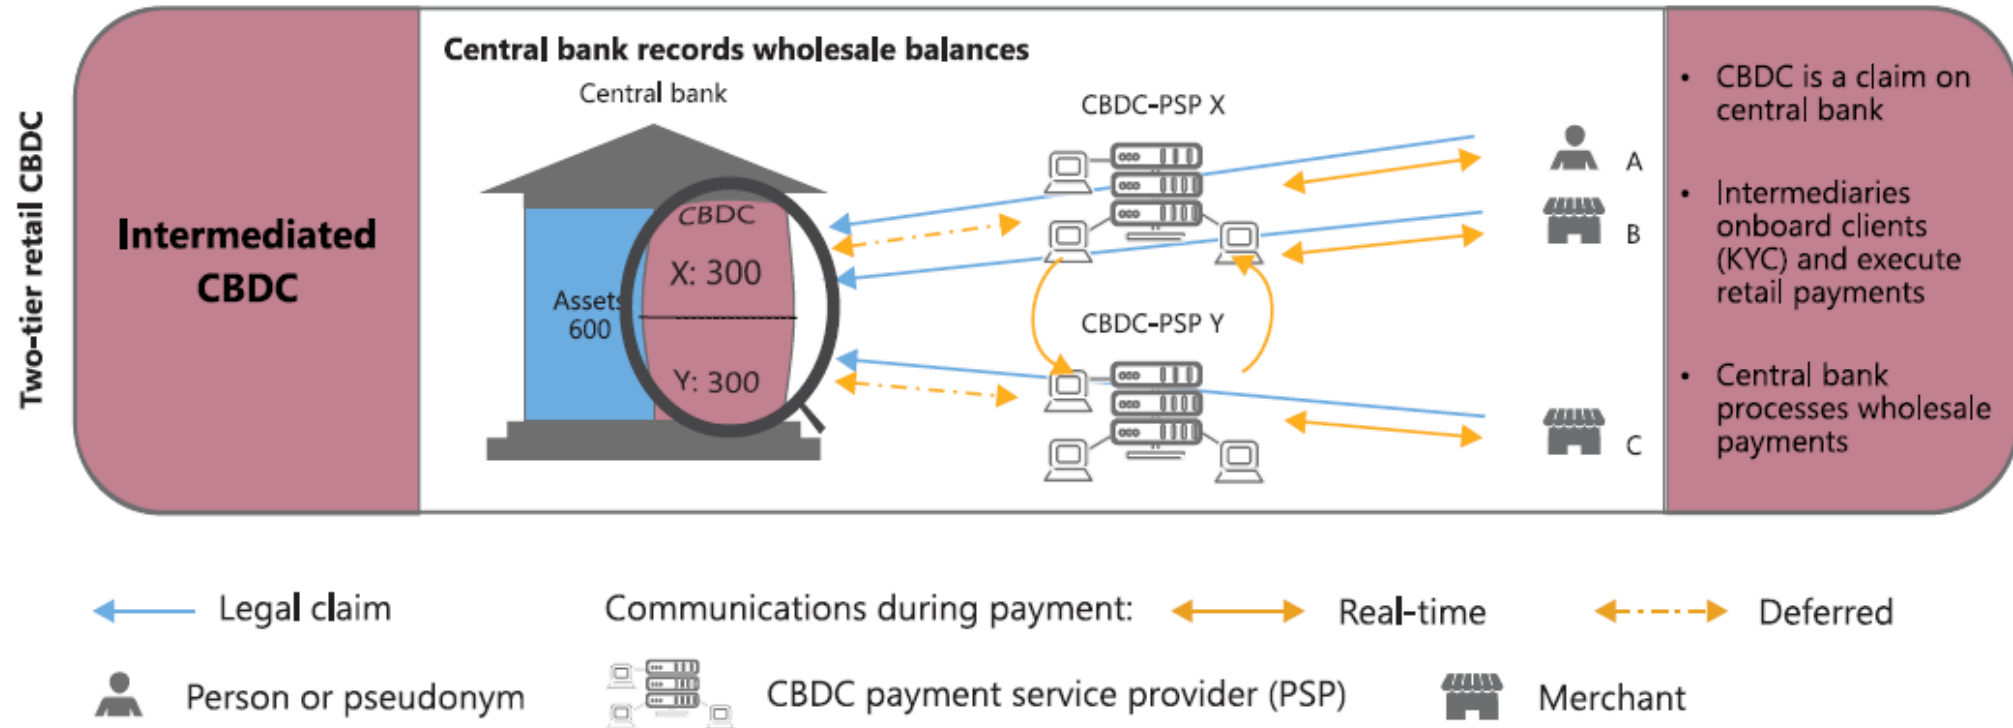 Two-tier retail CBDC
Intermediated
CBDC
Central bank records wholesale balances
Central bank
CBDC
X: 300
Assets
600
Y: 300
CBDC-PSP X
CBDC-PSP Y
A
B
C
• CBDC is a claim on
central bank
• Intermediaries
onboard clients
(KYC) and execute
retail payments
• Central bank
processes wholesale
payments
Legal claim
Communications during payment:
Real-time
Deferred
Person or pseudonym
CBDC payment service provider (PSP)
Merchant